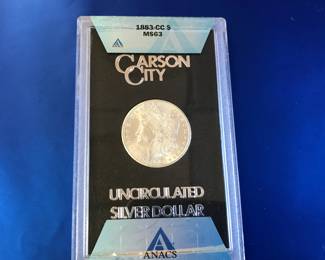 1883-CC $
MS63
CARSON
CITY
UNCIRCULATED
SILVER DOLLAR
ANACS